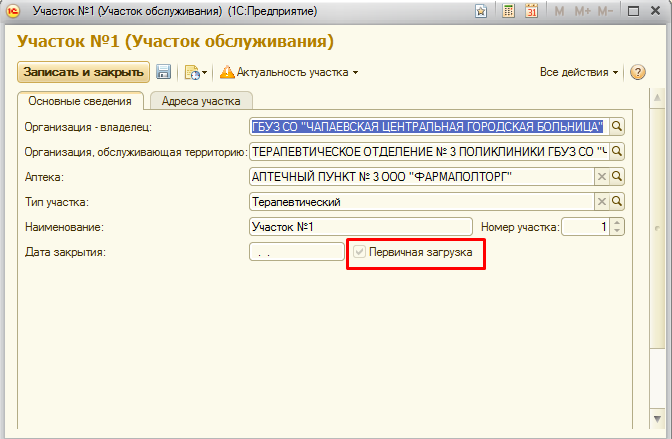 Участок №1 (Участок обслуживания) (1С:Предприятие)
M M+ M-
Участок №1 (Участок обслуживания)
Записать и закрыть Актуальность участка Все действия
Основные сведения Адреса участка
Организация - владелец: ГБУЗ СО "ЧАПАЕВСКАЯ ЦЕНТРАЛЬНАЯ ГОРОДСКАЯ БОЛЬНИЦА"
Организация, обслуживающая территорию: ТЕРАПЕВТИЧЕСКОЕ ОТДЕЛЕНИЕ № 3 ПОЛИКЛИНИКИ ГБУЗ СО "Ч
Аптека: АПТЕЧНЫЙ ПУНКТ № 3 ООО "ФАРМАПОЛТОРГ"
Тип участка: Терапевтический
Наименование: Участок №1 Номер участка: 1
Дата закрытия: . . Первичная загрузка